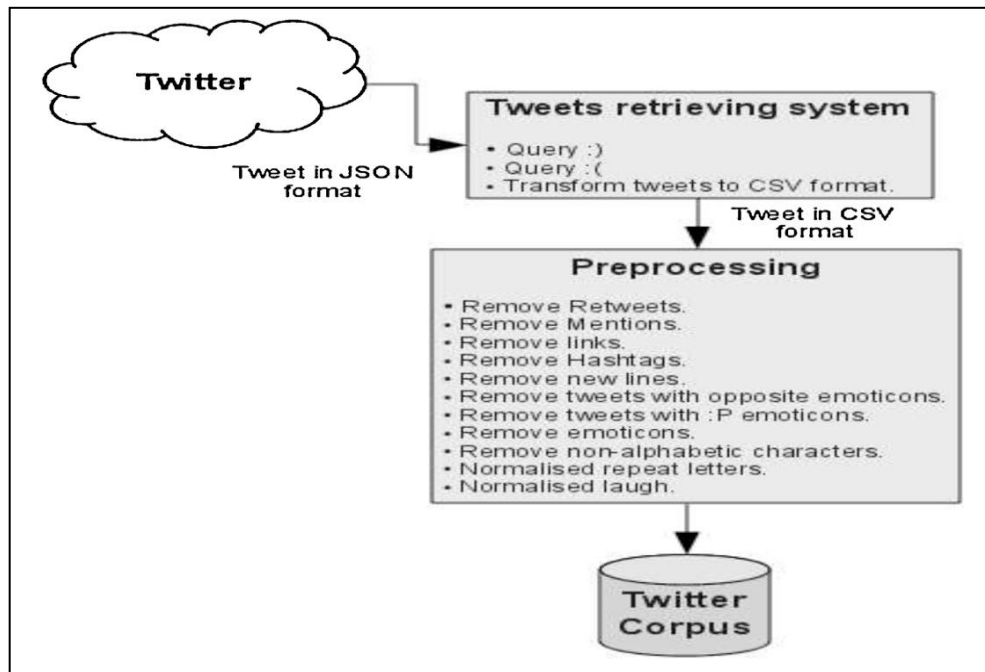 Twitter
Tweet in JSON
format
Tweets retrieving system
• Query :)
• Query :(
• Transform tweets to CSV format.
Tweet in CSV
format
Preprocessing
• Remove Retweets.
• Remove Mentions.
• Remove links.
• Remove Hashtags.
• Remove new lines.
• Remove tweets with opposite emoticons.
• Remove tweets with :P emoticons.
• Remove emoticons.
• Remove non-alphabetic characters.
• Normalised repeat letters.
• Normalised laugh.
Twitter
Corpus